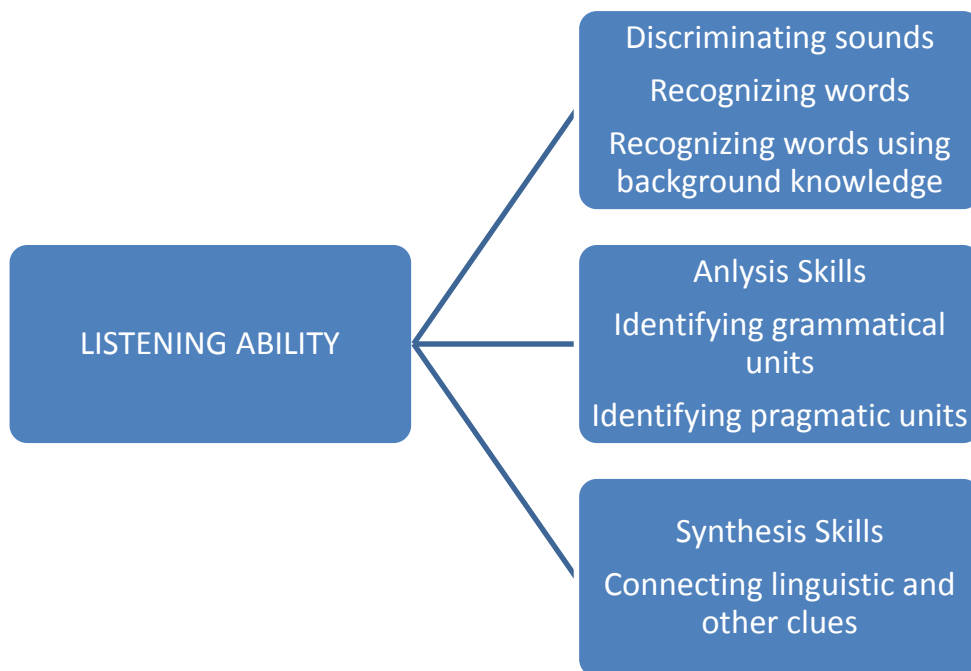 Discriminating sounds
Recognizing words
Recognizing words using
background knowledge
LISTENING ABILITY
Anlysis Skills
Identifying grammatical
units
Identifying pragmatic units
Synthesis Skills
Connecting linguistic and
other clues